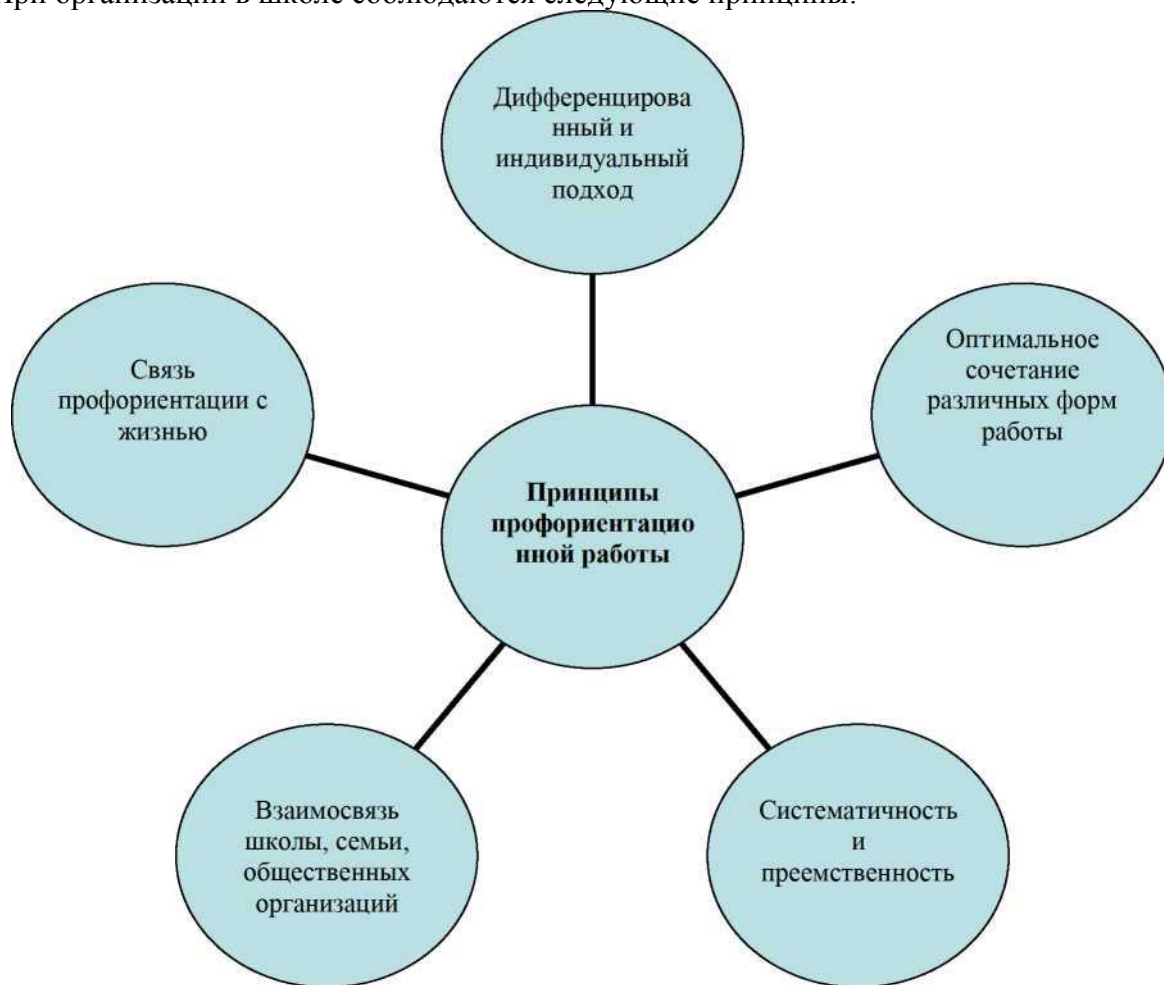 При организации в школе соблюдаются следующие принципы:
Дифференцирова
нный и
индивидуальный
подход
Оптимальное
сочетание
различных форм
работы
Связь
профориентации с
жизнью
Принципы
профориентацио
нной работы
Взаимосвязь
школы, семьи,
общественных
организаций
Систематичность
и
преемственность